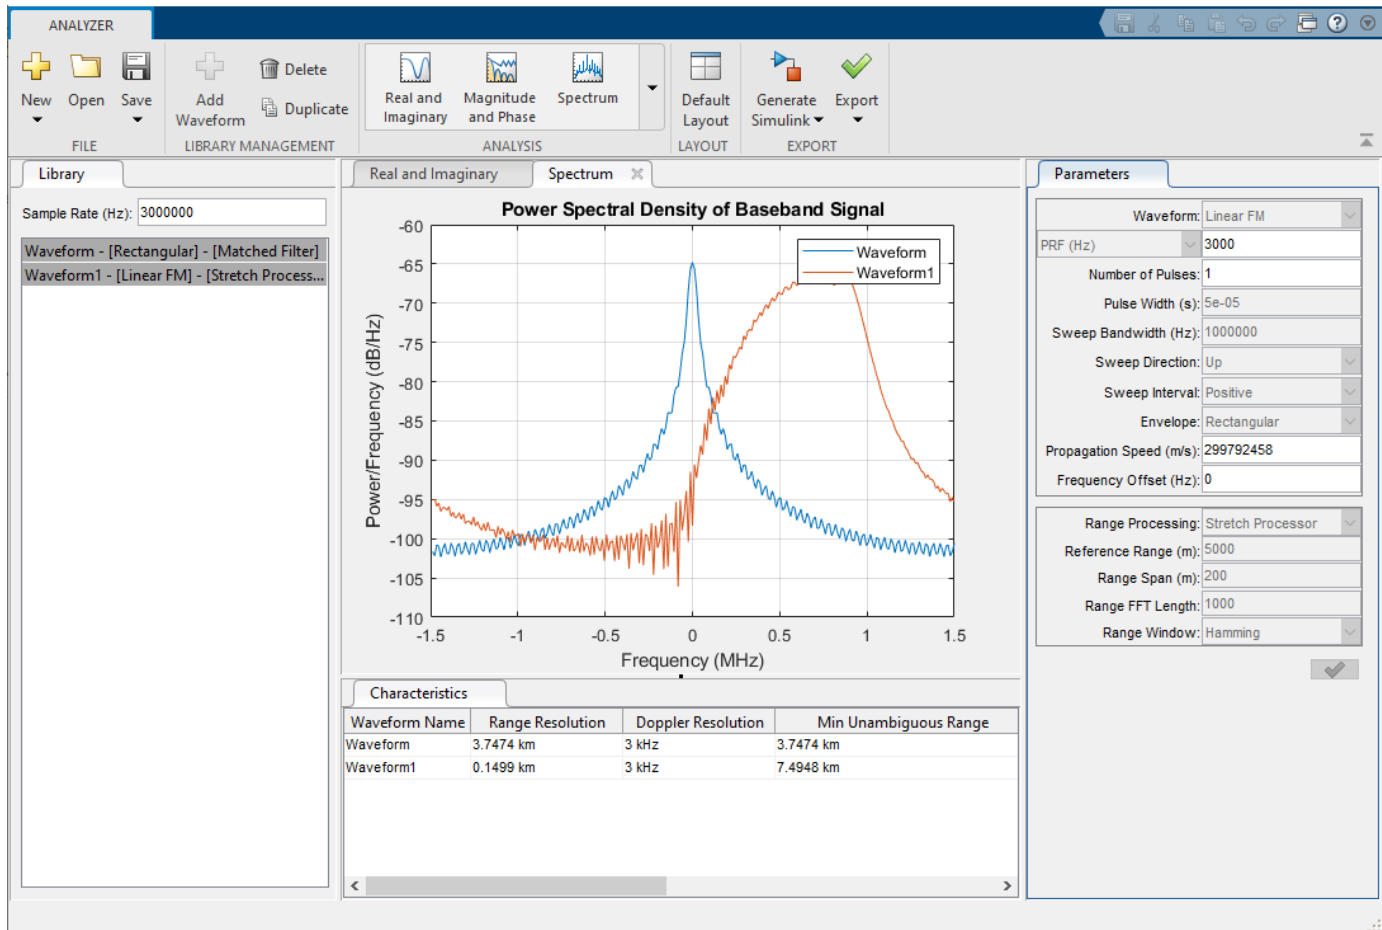 ANALYZER
New
Open
Save
FILE
Add
Waveform
Delete
Duplicate
LIBRARY MANAGEMENT
Real and
Imaginary
Magnitude
and Phase
Spectrum
ANALYSIS
Default
Layout
LAYOUT
Generate
Simulink
Export
EXPORT
Library
Sample Rate (Hz): 3000000
Waveform - [Rectangular] - [Matched Filter]
Waveform1 - [Linear FM] - [Stretch Process...
Real and Imaginary
Spectrum
Power Spectral Density of Baseband Signal
Waveform
Waveform1
Power/Frequency (dB/Hz)
-60
-65
-70
-75
-80
-85
-90
-95
-100
-105
-110
-1.5 -1 -0.5 0 0.5 1 1.5
Frequency (MHz)
Characteristics
Waveform Name Range Resolution Doppler Resolution Min Unambiguous Range
Waveform 3.7474 km 3 kHz 3.7474 km
Waveform1 0.1499 km 3 kHz 7.4948 km
Parameters
Waveform: Linear FM
PRF (Hz) 3000
Number of Pulses: 1
Pulse Width (s): 5e-05
Sweep Bandwidth (Hz): 1000000
Sweep Direction: Up
Sweep Interval: Positive
Envelope: Rectangular
Propagation Speed (m/s): 299792458
Frequency Offset (Hz): 0
Range Processing: Stretch Processor
Reference Range (m): 5000
Range Span (m): 200
Range FFT Length: 1000
Range Window: Hamming